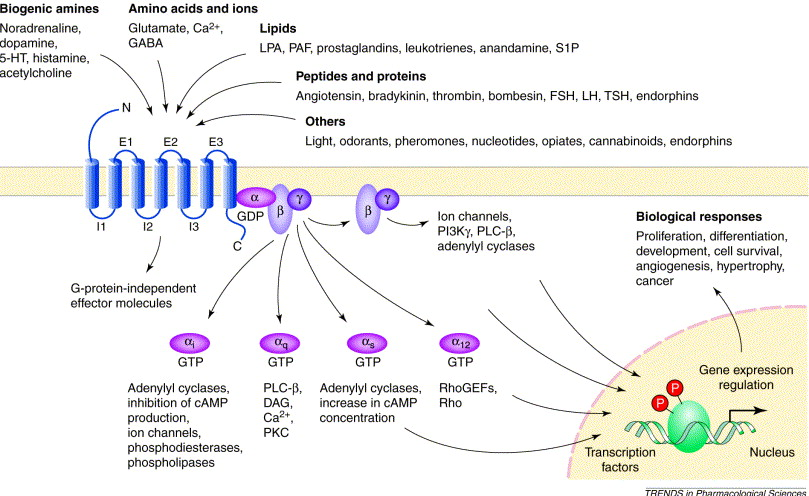 Biogenic amines
Noradrenaline,
dopamine,
5-HT, histamine,
acetylcholine
Amino acids and ions
Glutamate, Ca2+,
GABA
Lipids
LPA, PAF, prostaglandins, leukotrienes, anandamide, S1P
Peptides and proteins
Angiotensin, bradykinin, thrombin, bombesin, FSH, LH, TSH, endorphins
Others
Light, odorants, pheromones, nucleotides, opiates, cannabinoids, endorphins
N
E1
E2
E3
I1
I2
I3
C
α
GDP
β
γ
β
γ
Ion channels,
PI3Kγ, PLC-β,
adenylyl cyclases
G-protein-independent
effector molecules
αi
GTP
Adenylyl cyclases,
inhibition of cAMP
production,
ion channels,
phosphodiesterases,
phospholipases
αq
GTP
PLC-β,
DAG,
Ca2+,
PKC
αs
GTP
Adenylyl cyclases,
increase in cAMP
concentration
α12
GTP
RhoGEFs,
Rho
Biological responses
Proliferation, differentiation,
development, cell survival,
angiogenesis, hypertrophy,
cancer
Gene expression
regulation
P
P
Transcription
factors
Nucleus
TRENDS in Pharmacological Sciences